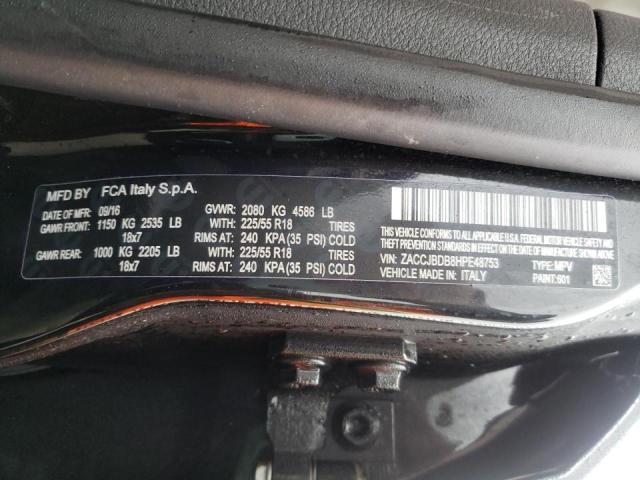 MFD BY FCA Italy S.p.A.
DATE OF MFR: 09/16 GVWR: 2080 KG 4586 LB
GAWR FRONT: 1150 KG 2535 LB WITH: 225/55 R18 TIRES
18x7 RIMS AT: 240 KPA (35 PSI) COLD
GAWR REAR: 1000 KG 2205 LB WITH: 225/55 R18 TIRES
18x7 RIMS AT: 240 KPA (35 PSI) COLD
THIS VEHICLE CONFORMS TO ALL APPLICABLE U.S.A. FEDERAL MOTOR VEHICLE SAFETY,
BUMPER, AND THEFT PREVENTION STANDARDS IN EFFECT
ON THE DATE OF MANUFACTURE SHOWN ABOVE.
VIN: ZACCJBDB8HPE48753 TYPE: MPV
VEHICLE MADE IN: ITALY PAINT: 601